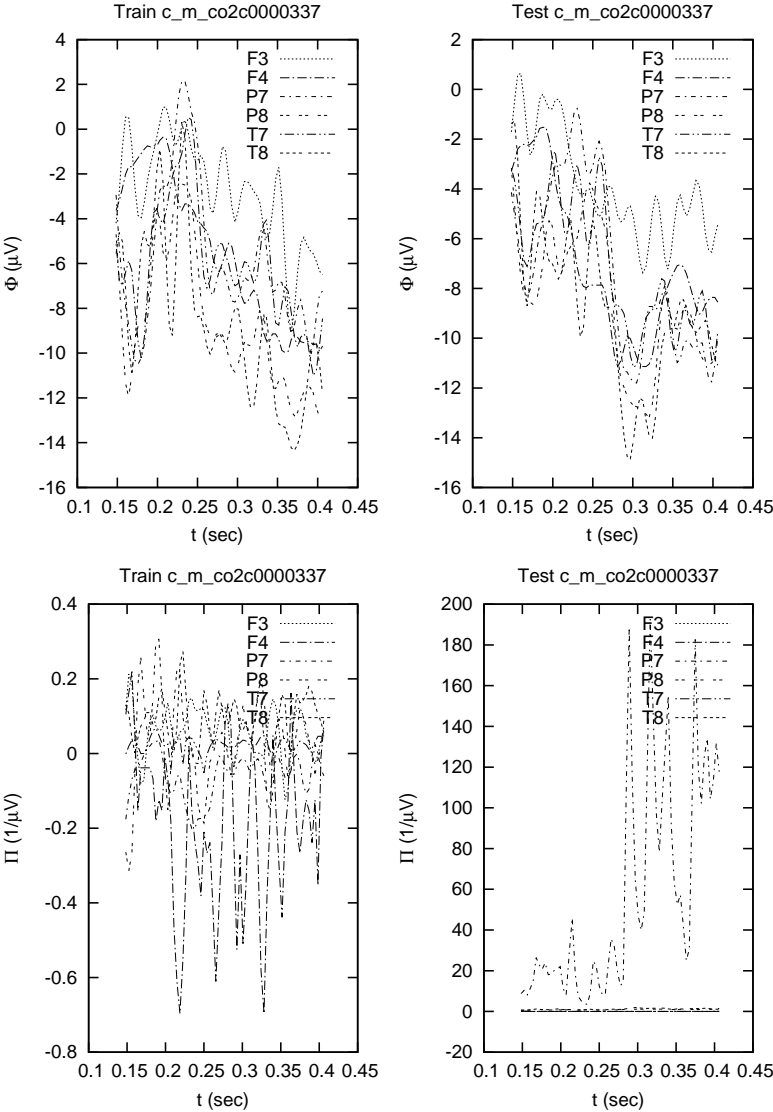 Train c_m_co2c0000337
Φ (μV)
4
2
0
-2
-4
-6
-8
-10
-12
-14
-16
F3
F4
P7
P8
T7
T8
0.1 0.15 0.2 0.25 0.3 0.35 0.4 0.45
t (sec)
Test c_m_co2c0000337
Φ (μV)
2
0
-2
-4
-6
-8
-10
-12
-14
-16
F3
F4
P7
P8
T7
T8
0.1 0.15 0.2 0.25 0.3 0.35 0.4 0.45
t (sec)
Train c_m_co2c0000337
Π (1/μV)
0.4
0.2
0
-0.2
-0.4
-0.6
-0.8
F3
F4
P7
P8
T7
T8
0.1 0.15 0.2 0.25 0.3 0.35 0.4 0.45
t (sec)
Test c_m_co2c0000337
Π (1/μV)
200
180
160
140
120
100
80
60
40
20
0
-20
F3
F4
P7
P8
T7
T8
0.1 0.15 0.2 0.25 0.3 0.35 0.4 0.45
t (sec)